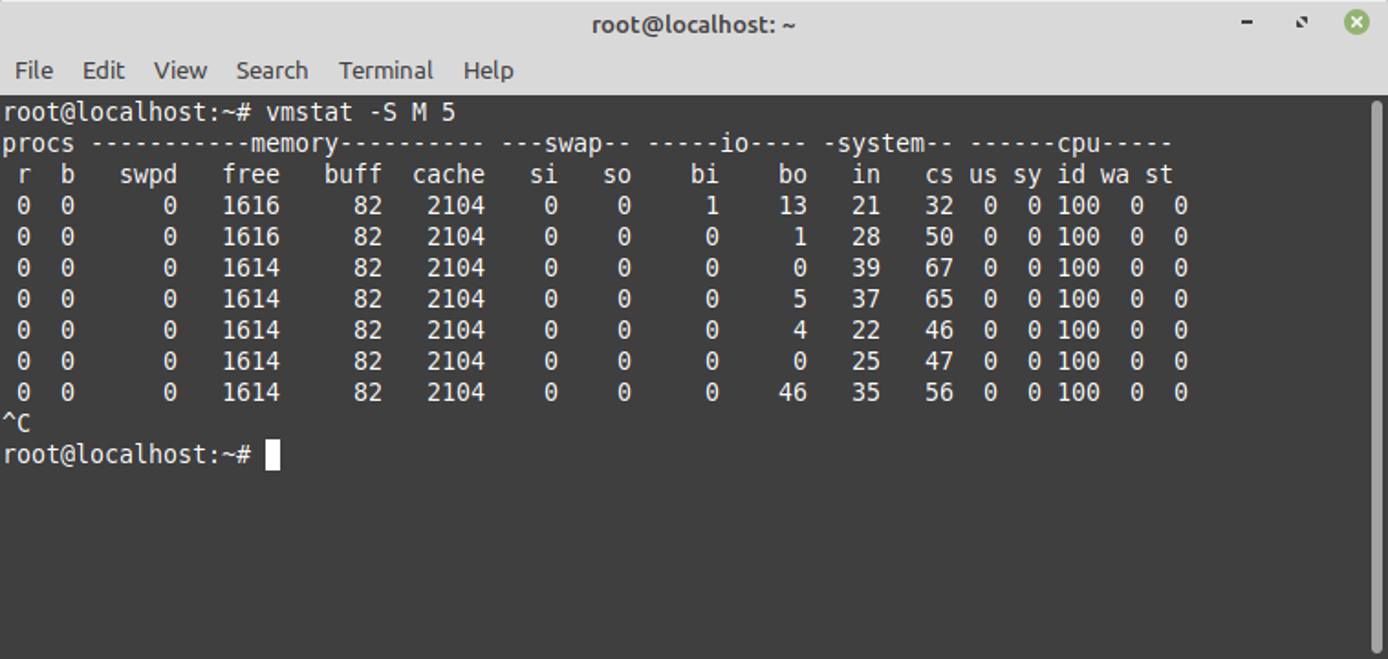 root@localhost: ~
File Edit View Search Terminal Help
root@localhost:~# vmstat -S M 5
procs -----------memory---------- ---swap-- -----io---- -system-- ------cpu-----
 r  b   swpd   free   buff  cache   si   so    bi    bo   in   cs us sy id wa st
 0  0      0   1616     82   2104    0    0     1    13   21   32  0  0 100  0  0
 0  0      0   1616     82   2104    0    0     0     1   28   50  0  0 100  0  0
 0  0      0   1614     82   2104    0    0     0     0   39   67  0  0 100  0  0
 0  0      0   1614     82   2104    0    0     0     5   37   65  0  0 100  0  0
 0  0      0   1614     82   2104    0    0     0     4   22   46  0  0 100  0  0
 0  0      0   1614     82   2104    0    0     0     0   25   47  0  0 100  0  0
 0  0      0   1614     82   2104    0    0     0    46   35   56  0  0 100  0  0
^C
root@localhost:~#